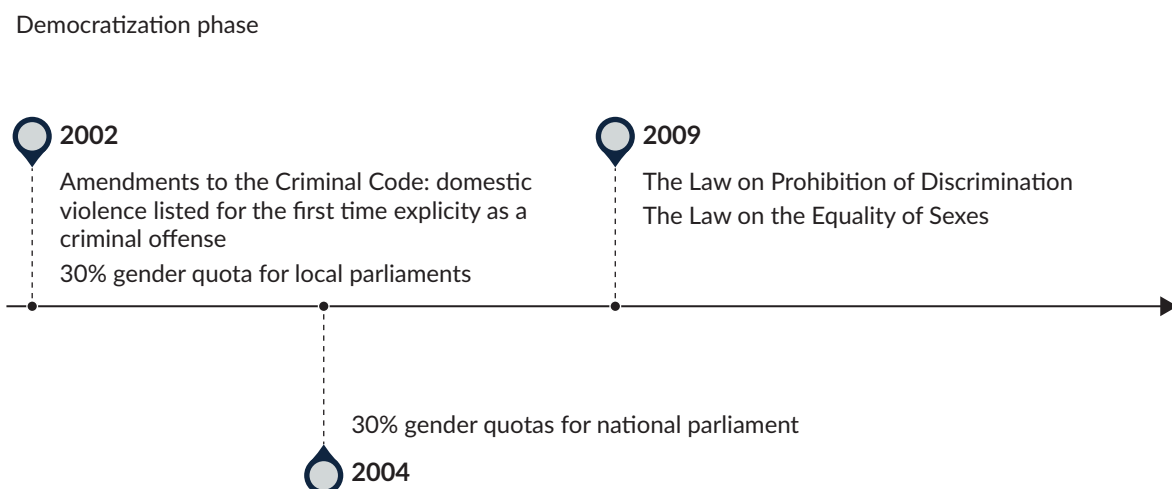 Democratization phase
2002
Amendments to the Criminal Code: domestic
violence listed for the first time explicity as a
criminal offense
30% gender quota for local parliaments
2009
The Law on Prohibition of Discrimination
The Law on the Equality of Sexes
30% gender quotas for national parliament
2004